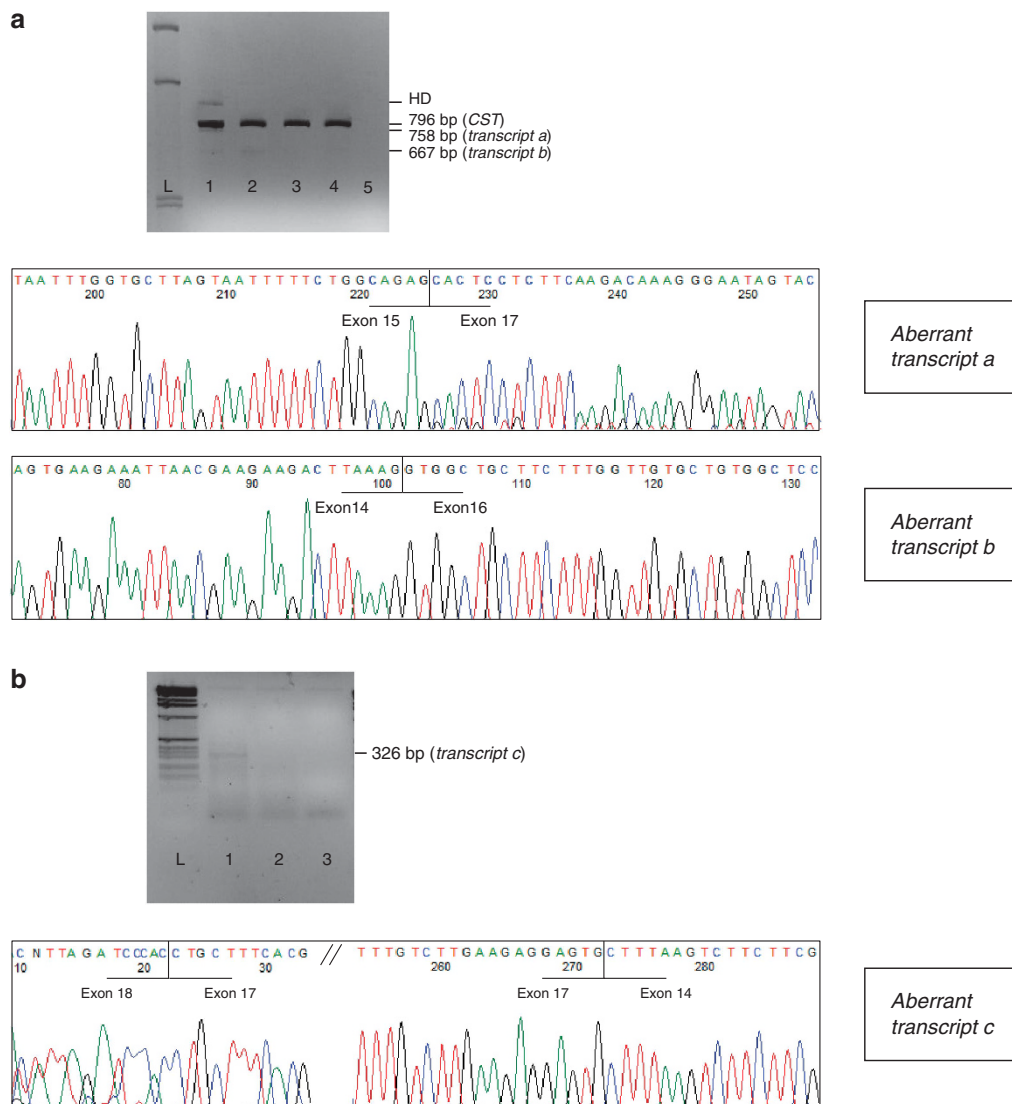 a
HD
796 bp (CST)
758 bp (transcript a)
667 bp (transcript b)
L 1 2 3 4 5
TAATTTGGTGCTTAGTAATTTTTCTGGCAGAGCACTCCTCTTCAAGACAAAGGGAATAGTAC
200 210 220 230 240 250
Exon 15 Exon 17
Aberrant
transcript a
AGTGAAGAAATTAACGAAGAAGACTTAAAGGTGGCTGCTTCTTTGGTTGTGCTGTGGCTCC
80 90 100 110 120 130
Exon14 Exon16
Aberrant
transcript b
b
326 bp (transcript c)
L 1 2 3
CNTTAGATCCCACCTGCTTTCACG // TTTGTCTTGAAGAGGAGTGCTTTAAGTCTTCTTCG
10 20 30 260 270 280
Exon 18 Exon 17 Exon 17 Exon 14
Aberrant
transcript c